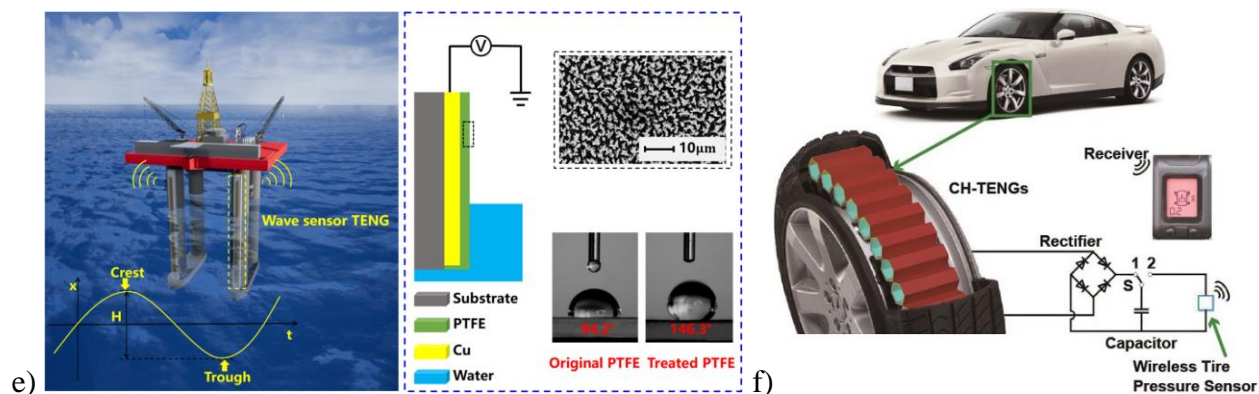 e)
Wave sensor TENG
Crest
x
H
t
Trough
V
10μm
Substrate
PTFE
Cu
Water
94.2°
146.3°
Original PTFE
Treated PTFE
f)
CH-TENGs
Receiver
Rectifier
1 2
S
Capacitor
Wireless Tire
Pressure Sensor